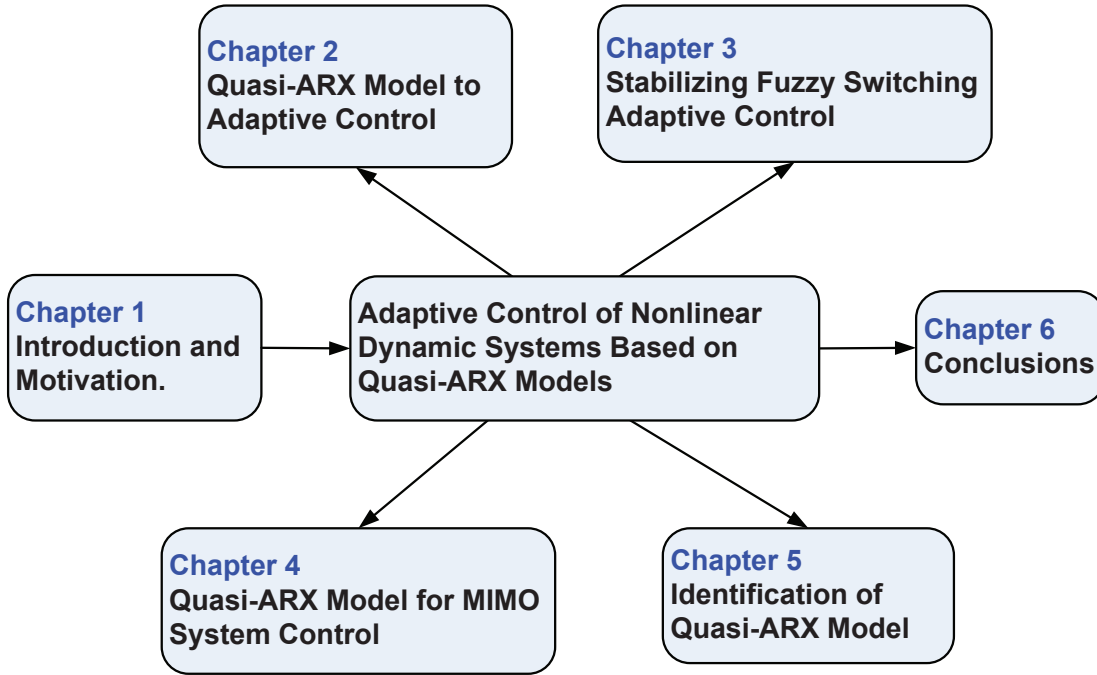 Chapter 2
Quasi-ARX Model to
Adaptive Control
Chapter 3
Stabilizing Fuzzy Switching
Adaptive Control
Chapter 1
Introduction and
Motivation.
Adaptive Control of Nonlinear
Dynamic Systems Based on
Quasi-ARX Models
Chapter 6
Conclusions
Chapter 4
Quasi-ARX Model for MIMO
System Control
Chapter 5
Identification of
Quasi-ARX Model